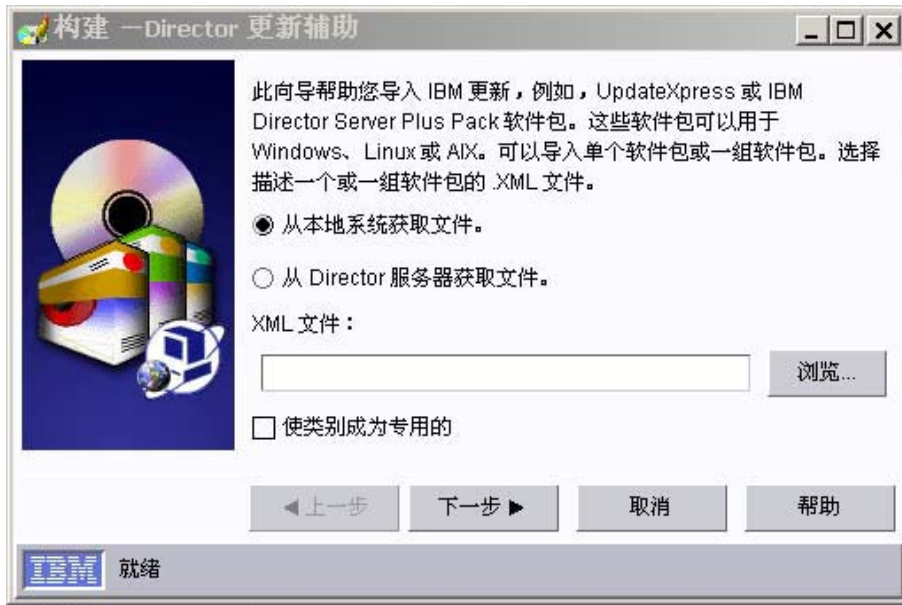 构建 －Director 更新辅助
此向导帮助您导入 IBM 更新，例如，UpdateXpress 或 IBM
Director Server Plus Pack 软件包。这些软件包可以用于
Windows、Linux 或 AIX。可以导入单个软件包或一组软件包。选择
描述一个或一组软件包的 .XML 文件。
从本地系统获取文件。
从 Director 服务器获取文件。
XML 文件：
浏览...
使类别成为专用的
上一步 下一步 取消 帮助
IBM 就绪